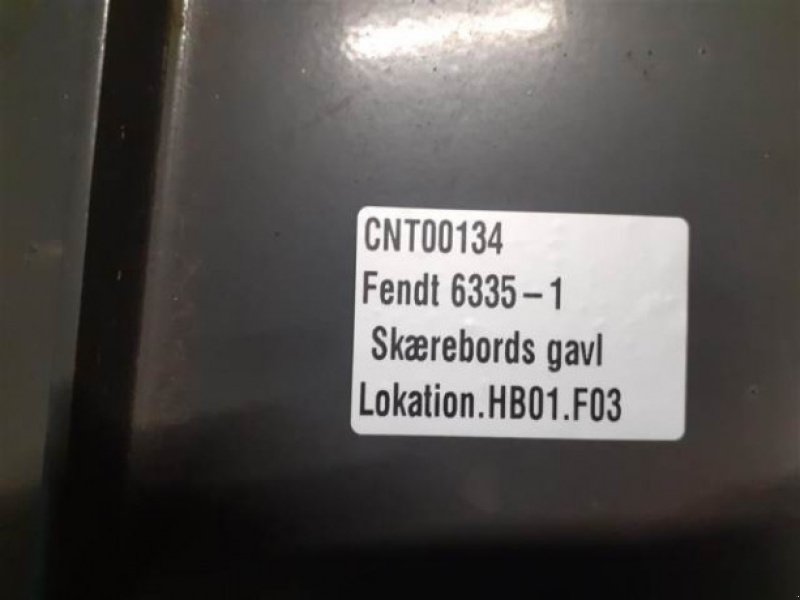 CNT00134
Fendt 6335-1
Skærebords gavl
Lokation.HB01.F03